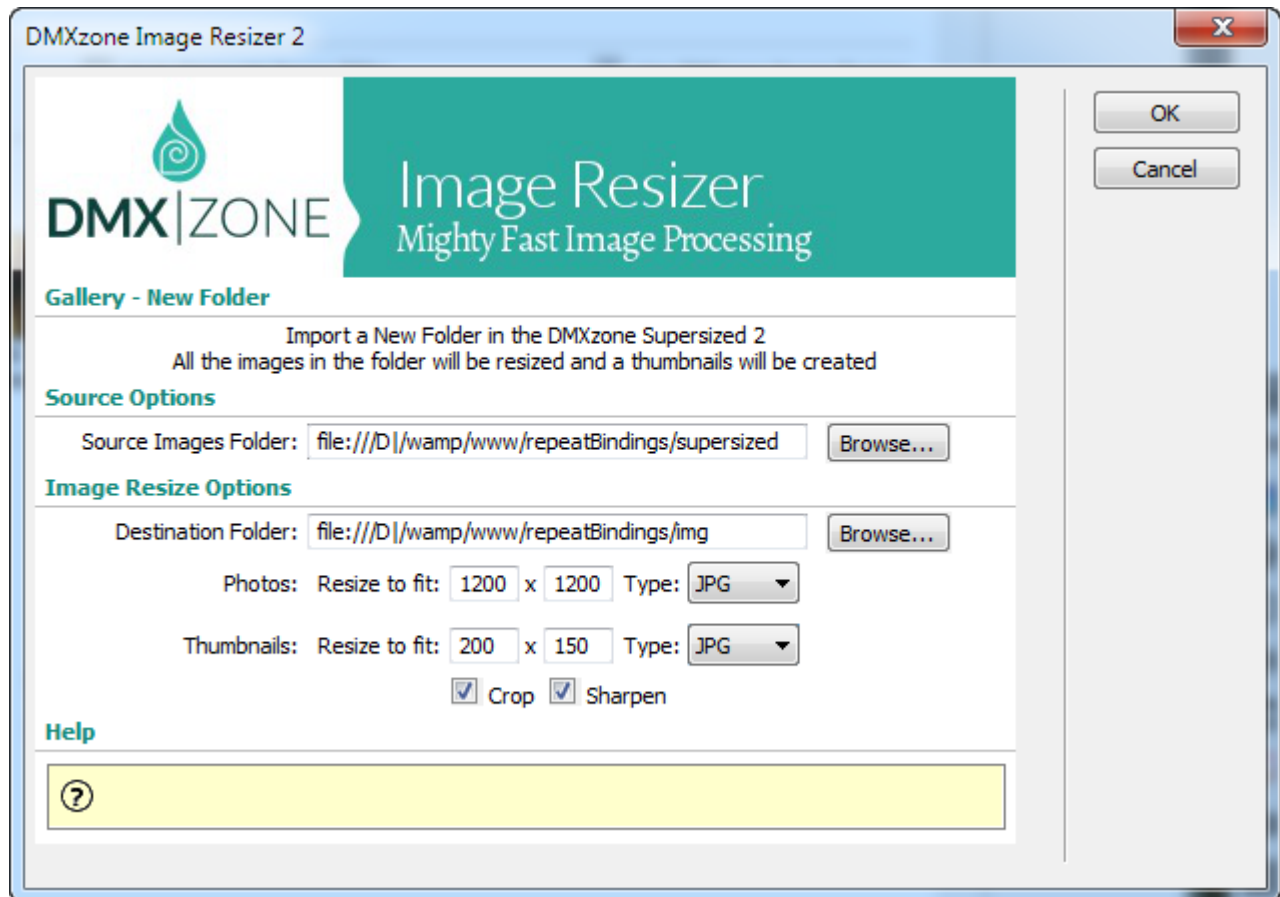 DMXzone Image Resizer 2
X
DMX|ZONE
Image Resizer
Mighty Fast Image Processing
OK
Cancel
Gallery - New Folder
Import a New Folder in the DMXzone Supersized 2
All the images in the folder will be resized and a thumbnails will be created
Source Options
Source Images Folder: file:///D|/wamp/www/repeatBindings/supersized Browse...
Image Resize Options
Destination Folder: file:///D|/wamp/www/repeatBindings/img Browse...
Photos: Resize to fit: 1200 x 1200 Type: JPG
Thumbnails: Resize to fit: 200 x 150 Type: JPG
Crop Sharpen
Help
?